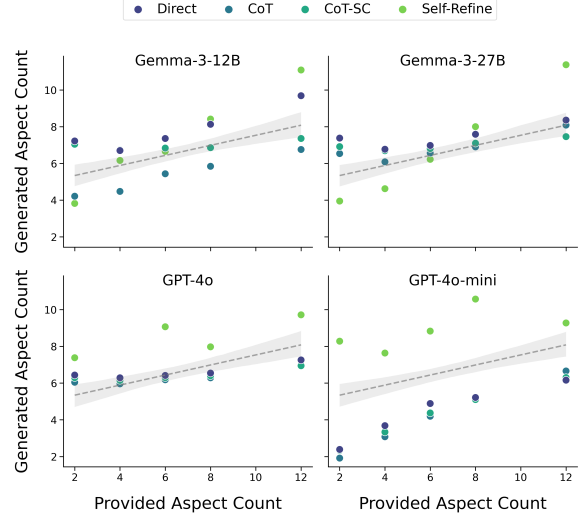 Direct CoT CoT-SC Self-Refine
Gemma-3-12B Gemma-3-27B
Generated Aspect Count
10
8
6
4
2
GPT-4o GPT-4o-mini
Generated Aspect Count
10
8
6
4
2
2 4 6 8 10 12 2 4 6 8 10 12
Provided Aspect Count Provided Aspect Count